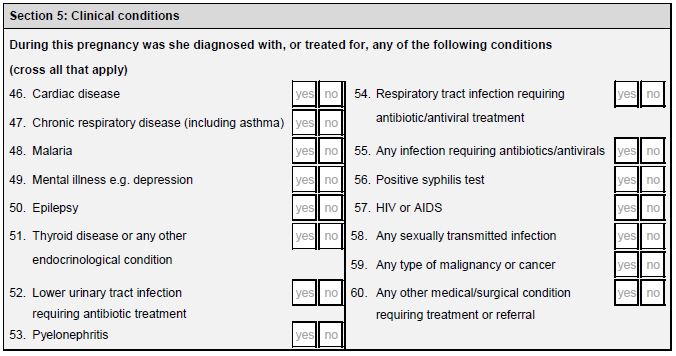 Section 5: Clinical conditions
During this pregnancy was she diagnosed with, or treated for, any of the following conditions
(cross all that apply)
46. Cardiac disease yes no
47. Chronic respiratory disease (including asthma) yes no
48. Malaria yes no
49. Mental illness e.g. depression yes no
50. Epilepsy yes no
51. Thyroid disease or any other yes no
endocrinological condition
52. Lower urinary tract infection yes no
requiring antibiotic treatment
53. Pyelonephritis yes no
54. Respiratory tract infection requiring yes no
antibiotic/antiviral treatment
55. Any infection requiring antibiotics/antivirals yes no
56. Positive syphilis test yes no
57. HIV or AIDS yes no
58. Any sexually transmitted infection yes no
59. Any type of malignancy or cancer yes no
60. Any other medical/surgical condition yes no
requiring treatment or referral